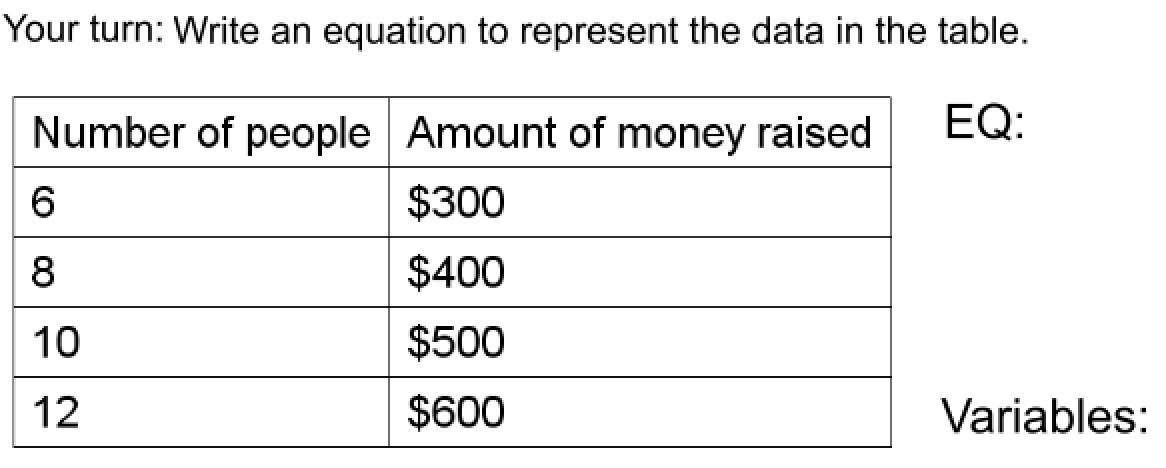 Your turn: Write an equation to represent the data in the table.
Number of people Amount of money raised EQ:
6 $300
8 $400
10 $500
12 $600 Variables: